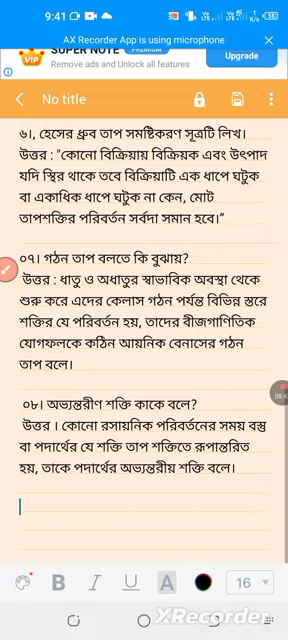 9:41
58
AX Recorder App is using microphone
VIP
SUPER NOTE PREMIUM
Remove ads and Unlock all features
Upgrade
No title
৬।, হেসের ধ্রুব তাপ সমষ্টিকরণ সূত্রটি লিখ।
উত্তর: "কোনো বিক্রিয়ায় বিক্রিয়ক এবং উৎপাদ
যদি স্থির থাকে তবে বিক্রিয়াটি এক ধাপে ঘটুক
বা একাধিক ধাপে ঘটুক না কেন, মোট
তাপশক্তির পরিবর্তন সর্বদা সমান হবে।”
০৭। গঠন তাপ বলতে কি বুঝায়?
উত্তর : ধাতু ও অধাতুর স্বাভাবিক অবস্থা থেকে
শুরু করে এদের কেলাস গঠন পর্যন্ত বিভিন্ন স্তরে
শক্তির যে পরিবর্তন হয়, তাদের বীজগাণিতিক
যোগফলকে কঠিন আয়নিক বেনাসের গঠন
তাপ বলে।
০৮। অভ্যন্তরীণ শক্তি কাকে বলে?
উত্তর । কোনো রসায়নিক পরিবর্তনের সময় বস্তু
বা পদার্থের যে শক্তি তাপ শক্তিতে রূপান্তরিত
হয়, তাকে পদার্থের অভ্যন্তরীয় শক্তি বলে।
B I U A 16
XRecorder